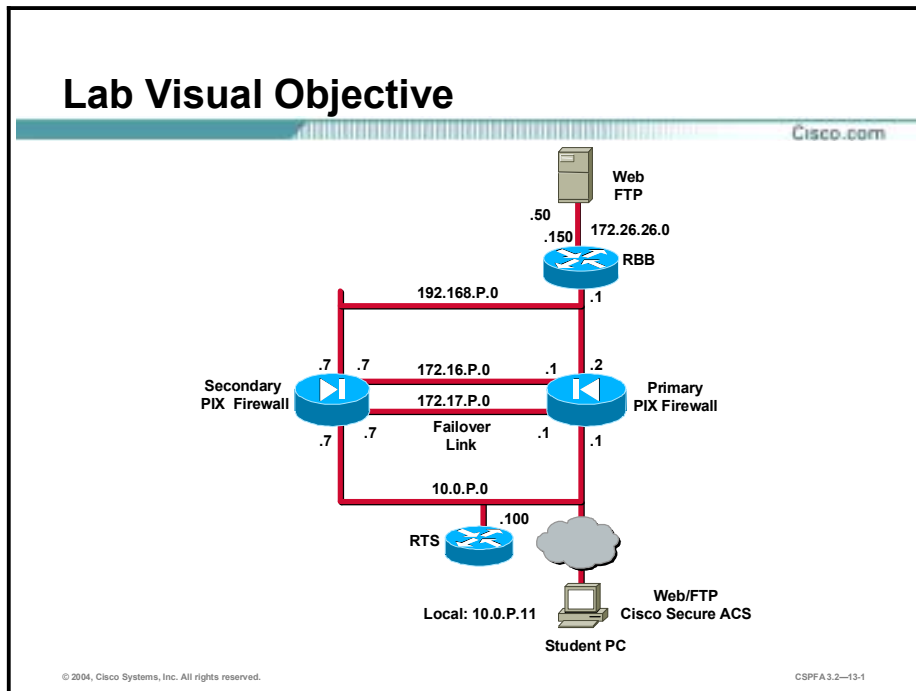 Lab Visual Objective
Cisco.com
Web
FTP
.50
172.26.26.0
.150
RBB
192.168.P.0
.1
.7
.7
172.16.P.0
.1
.2
Secondary
PIX Firewall
Primary
PIX Firewall
172.17.P.0
.7
.7
Failover
Link
.1
.1
10.0.P.0
.100
RTS
Web/FTP
Cisco Secure ACS
Local: 10.0.P.11
Student PC
© 2004, Cisco Systems, Inc. All rights reserved.
CSPFA 3.2—13-1